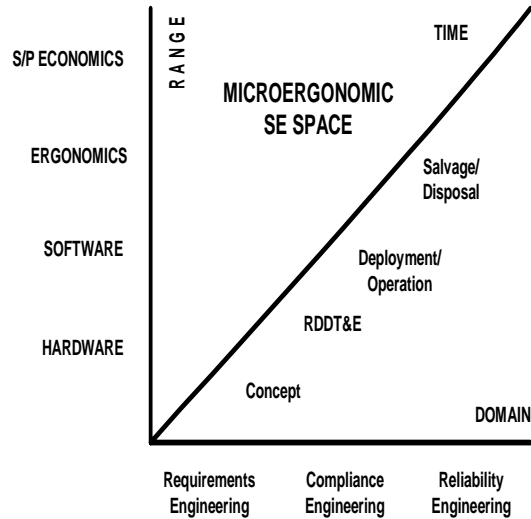 TIME
S/P ECONOMICS
RANGE
MICROERGONOMIC
SE SPACE
ERGONOMICS
Salvage/
Disposal
SOFTWARE
Deployment/
Operation
RDDT&E
HARDWARE
Concept
DOMAIN
Requirements
Engineering
Compliance
Engineering
Reliability
Engineering